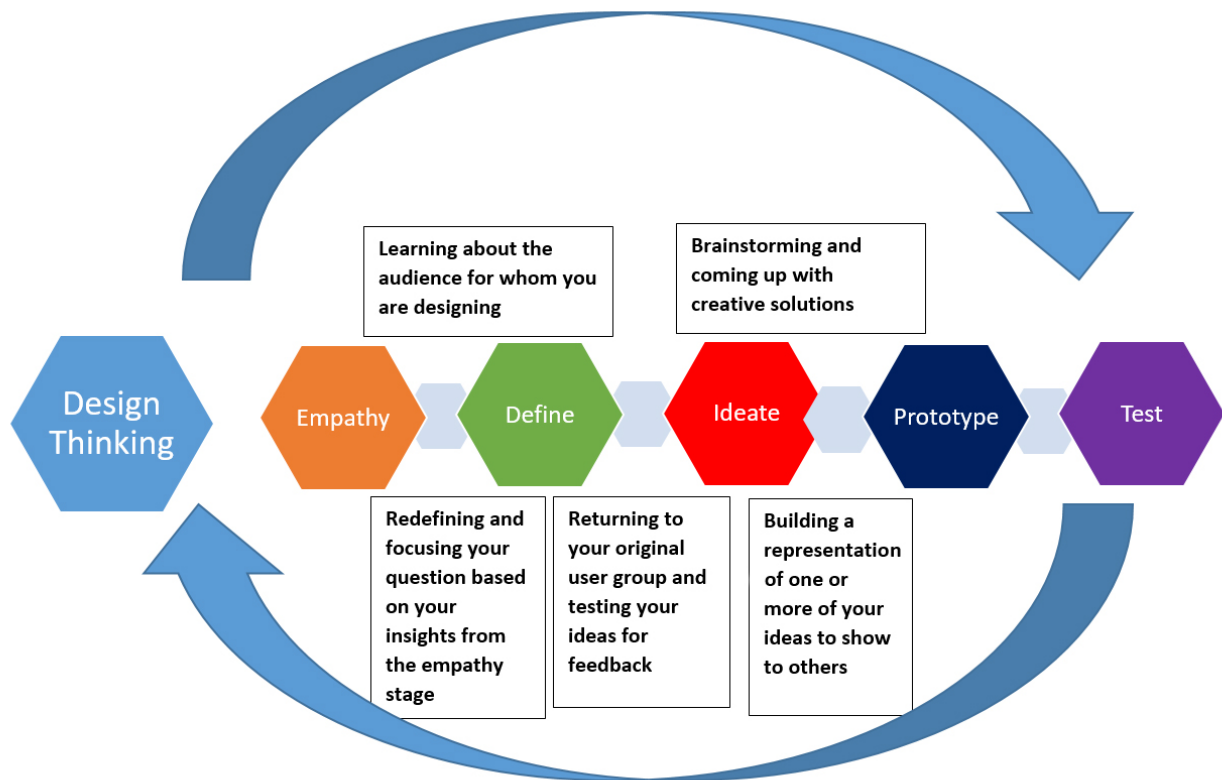 Learning about the
audience for whom you
are designing
Brainstorming and
coming up with
creative solutions
Design
Thinking
Empathy
Define
Ideate
Prototype
Test
Redefining and
focusing your
question based
on your
insights from
the empathy
stage
Returning to
your original
user group and
testing your
ideas for
feedback
Building a
representation
of one or
more of your
ideas to show
to others